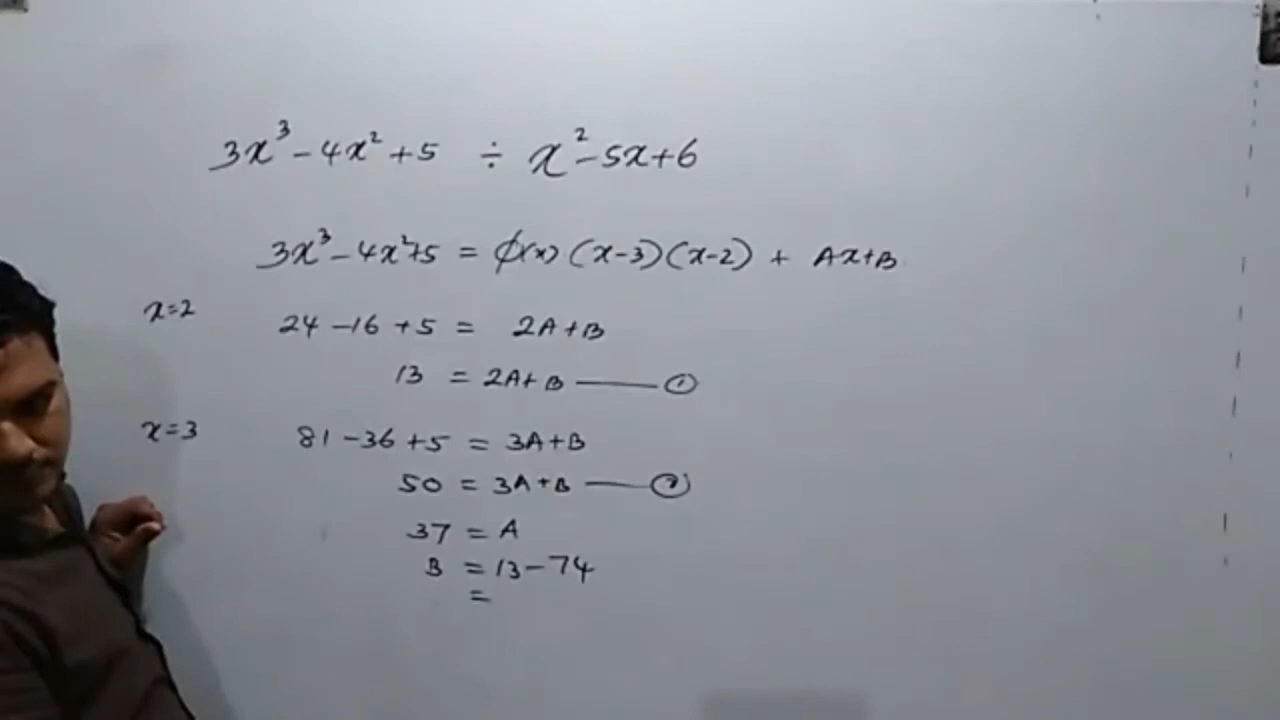 3x³ - 4x² + 5 ÷ x² - 5x + 6
3x³ - 4x² + 5 = ϕ(x) (x-3)(x-2) + Ax+B
x=2 24 - 16 + 5 = 2A+B
13 = 2A+B —— ①
x=3 81 - 36 + 5 = 3A+B
50 = 3A+B —— ②
37 = A
B = 13 - 74
=